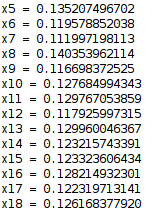 x5 = 0.135207496702
x6 = 0.119578852038
x7 = 0.111997198113
x8 = 0.140353962114
x9 = 0.116698372525
x10 = 0.127684994343
x11 = 0.129767053859
x12 = 0.117925997315
x13 = 0.129960046367
x14 = 0.123215743391
x15 = 0.123323606434
x16 = 0.128214932301
x17 = 0.122319713141
x18 = 0.126168377920